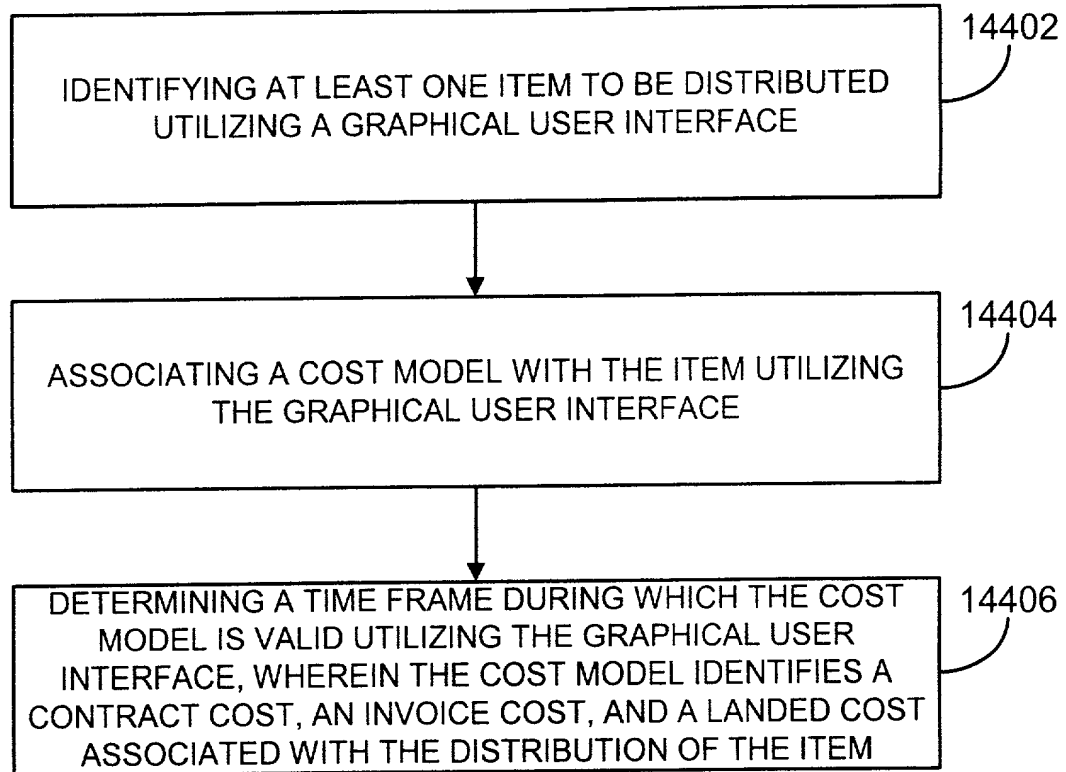 14402
IDENTIFYING AT LEAST ONE ITEM TO BE DISTRIBUTED
UTILIZING A GRAPHICAL USER INTERFACE
14404
ASSOCIATING A COST MODEL WITH THE ITEM UTILIZING
THE GRAPHICAL USER INTERFACE
14406
DETERMINING A TIME FRAME DURING WHICH THE COST
MODEL IS VALID UTILIZING THE GRAPHICAL USER
INTERFACE, WHEREIN THE COST MODEL IDENTIFIES A
CONTRACT COST, AN INVOICE COST, AND A LANDED COST
ASSOCIATED WITH THE DISTRIBUTION OF THE ITEM